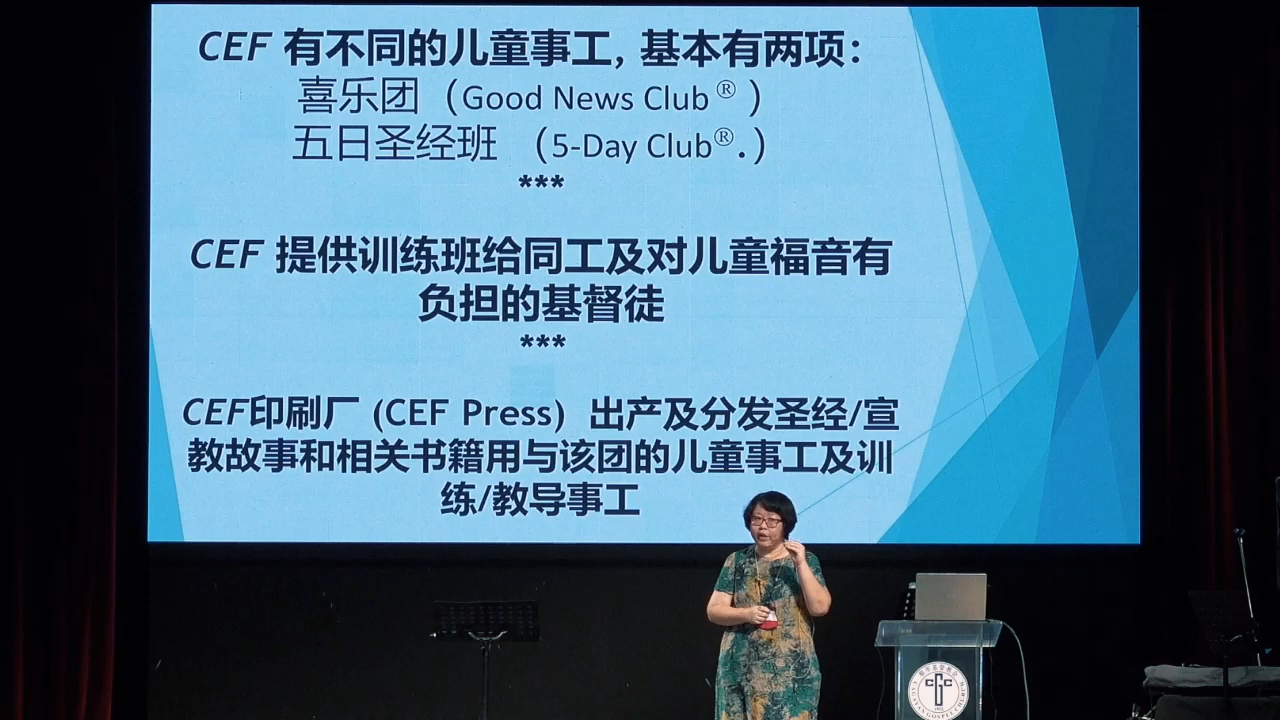 CEF 有不同的儿童事工, 基本有两项:
喜乐团 (Good News Club® )
五日圣经班 (5-Day Club®.)
***
CEF 提供训练班给同工及对儿童福音有
负担的基督徒
***
CEF印刷厂 (CEF Press) 出产及分发圣经/宣
教故事和相关书籍用与该团的儿童事工及训
练/教导事工
CGC
CAGAYAN GOSPEL CHURCH